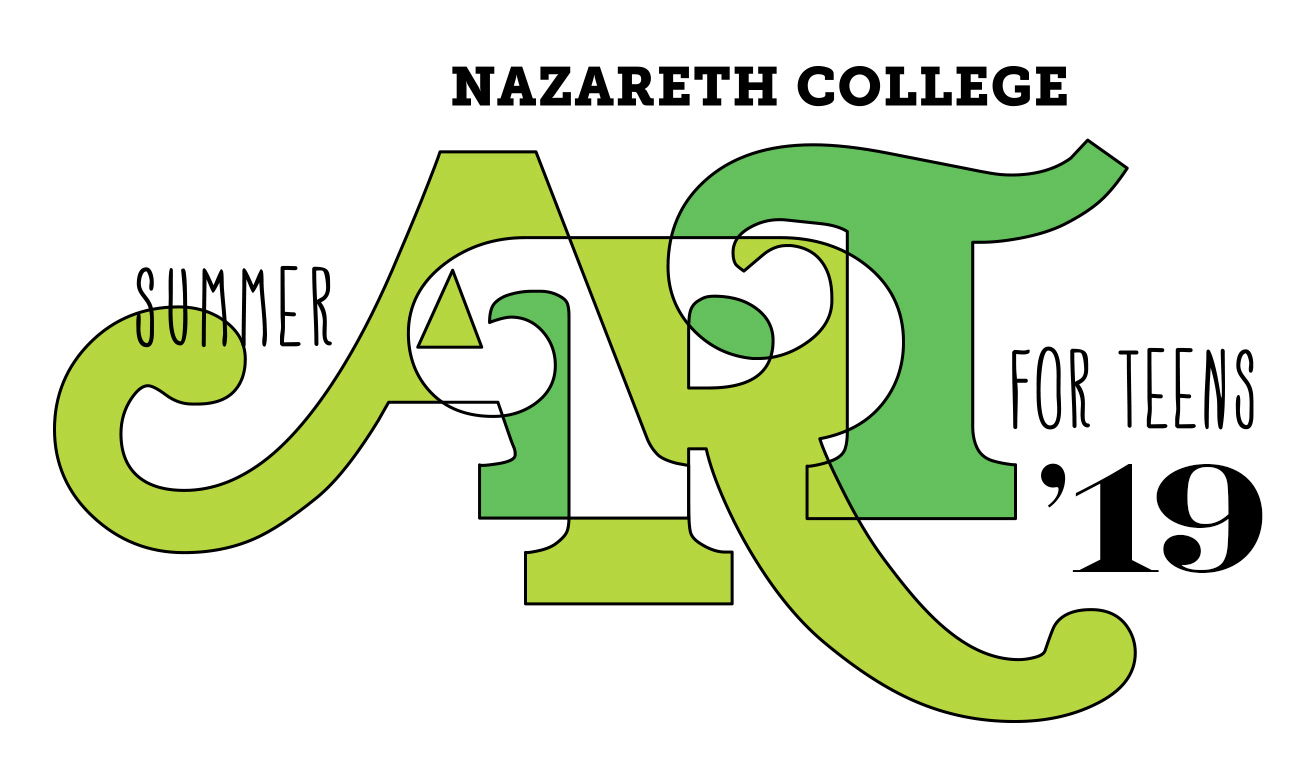 NAZARETH COLLEGE
SUMMER
ART
FOR TEENS
’19